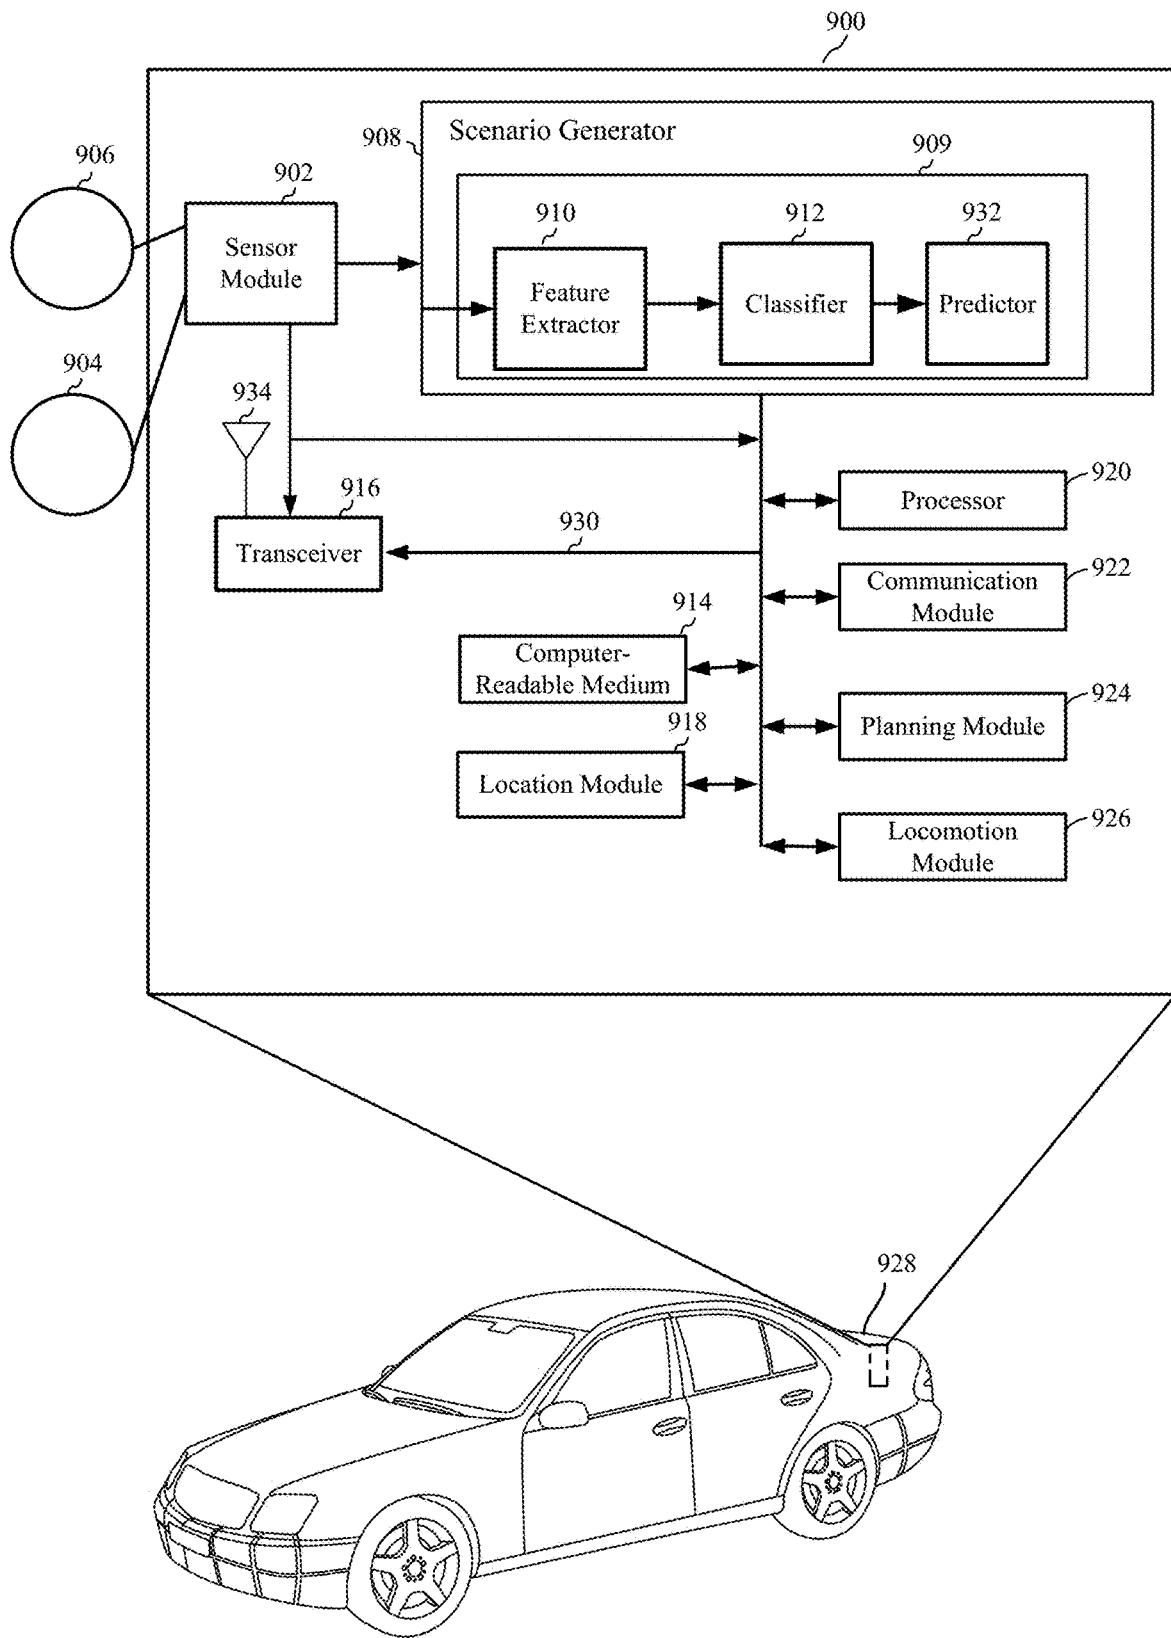 900
Scenario Generator
908
909
906
902
910
912
932
Sensor
Module
Feature
Extractor
Classifier
Predictor
904
934
916
Transceiver
930
920
Processor
922
Communication
Module
914
Computer-
Readable Medium
924
Planning Module
918
Location Module
926
Locomotion
Module
928